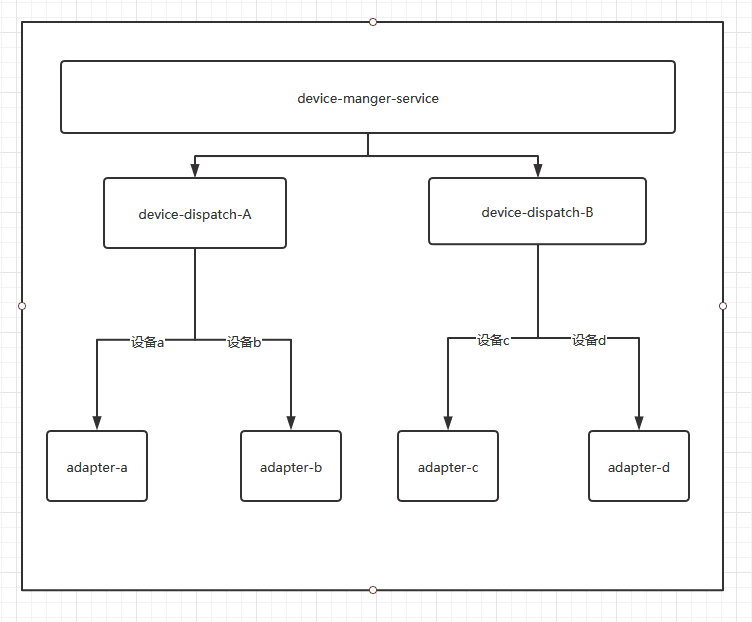 device-manger-service
device-dispatch-A
device-dispatch-B
设备a
设备b
设备c
设备d
adapter-a
adapter-b
adapter-c
adapter-d